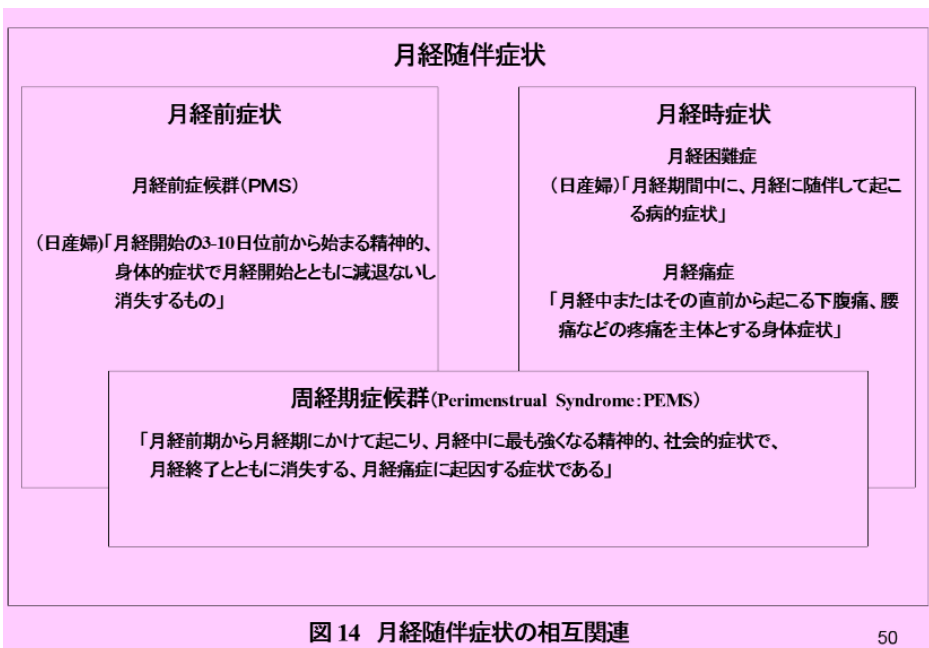 月経随伴症状
月経前症状
月経前症候群(PMS)
(日産婦)「月経開始の3-10日位前から始まる精神的、
身体的症状で月経開始とともに減退ないし
消失するもの」
月経時症状
月経困難症
(日産婦)「月経期間中に、月経に随伴して起こ
る病的症状」
月経痛症
「月経中またはその直前から起こる下腹痛、腰
痛などの疼痛を主体とする身体症状」
周経期症候群(Perimenstrual Syndrome:PEMS)
「月経前期から月経期にかけて起こり、月経中に最も強くなる精神的、社会的症状で、
月経終了とともに消失する、月経痛症に起因する症状である」
図14 月経随伴症状の相互関連
50